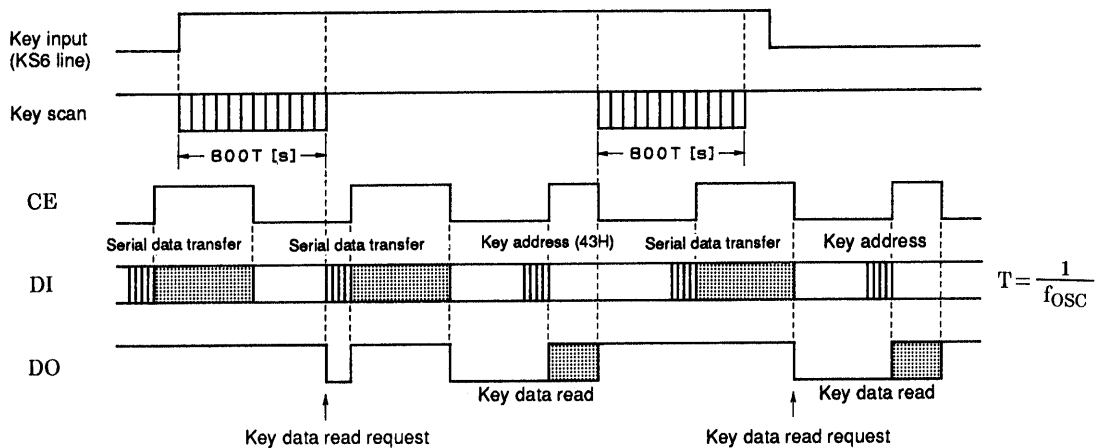 Key input
(KS6 line)
Key scan
800T [s]
800T [s]
CE
Serial data transfer
Serial data transfer
Key address (43H)
Serial data transfer
Key address
DI
T = 1/fOSC
DO
Key data read
Key data read
Key data read request
Key data read request